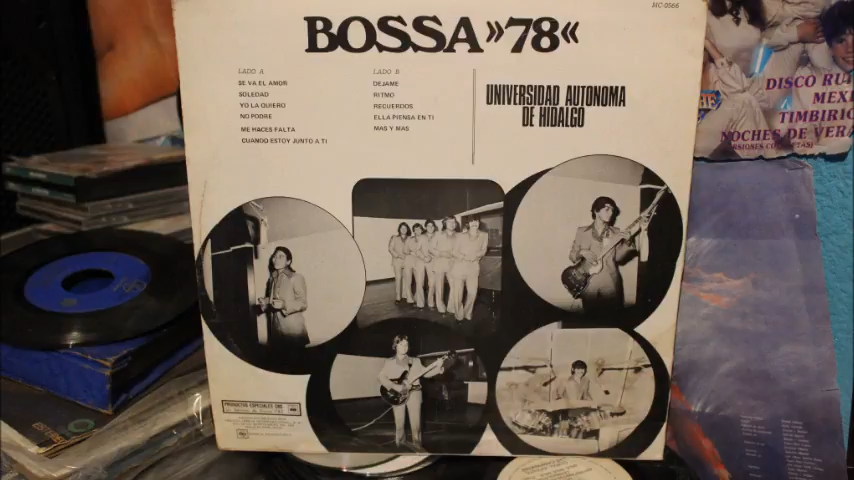 MC-0566
BOSSA »78«
LADO A
SE VA EL AMOR
SOLEDAD
YO LA QUIERO
NO PODRE
ME HACES FALTA
CUANDO ESTOY JUNTO A TI
LADO B
DEJAME
RITMO
RECUERDOS
ELLA PIENSA EN TI
MAS Y MAS
UNIVERSIDAD AUTONOMA
DE HIDALGO
PRODUCTOS ESPECIALES CBS
DISCO RU
MEXI
TIMBIRIC
NOCHES DE VERA